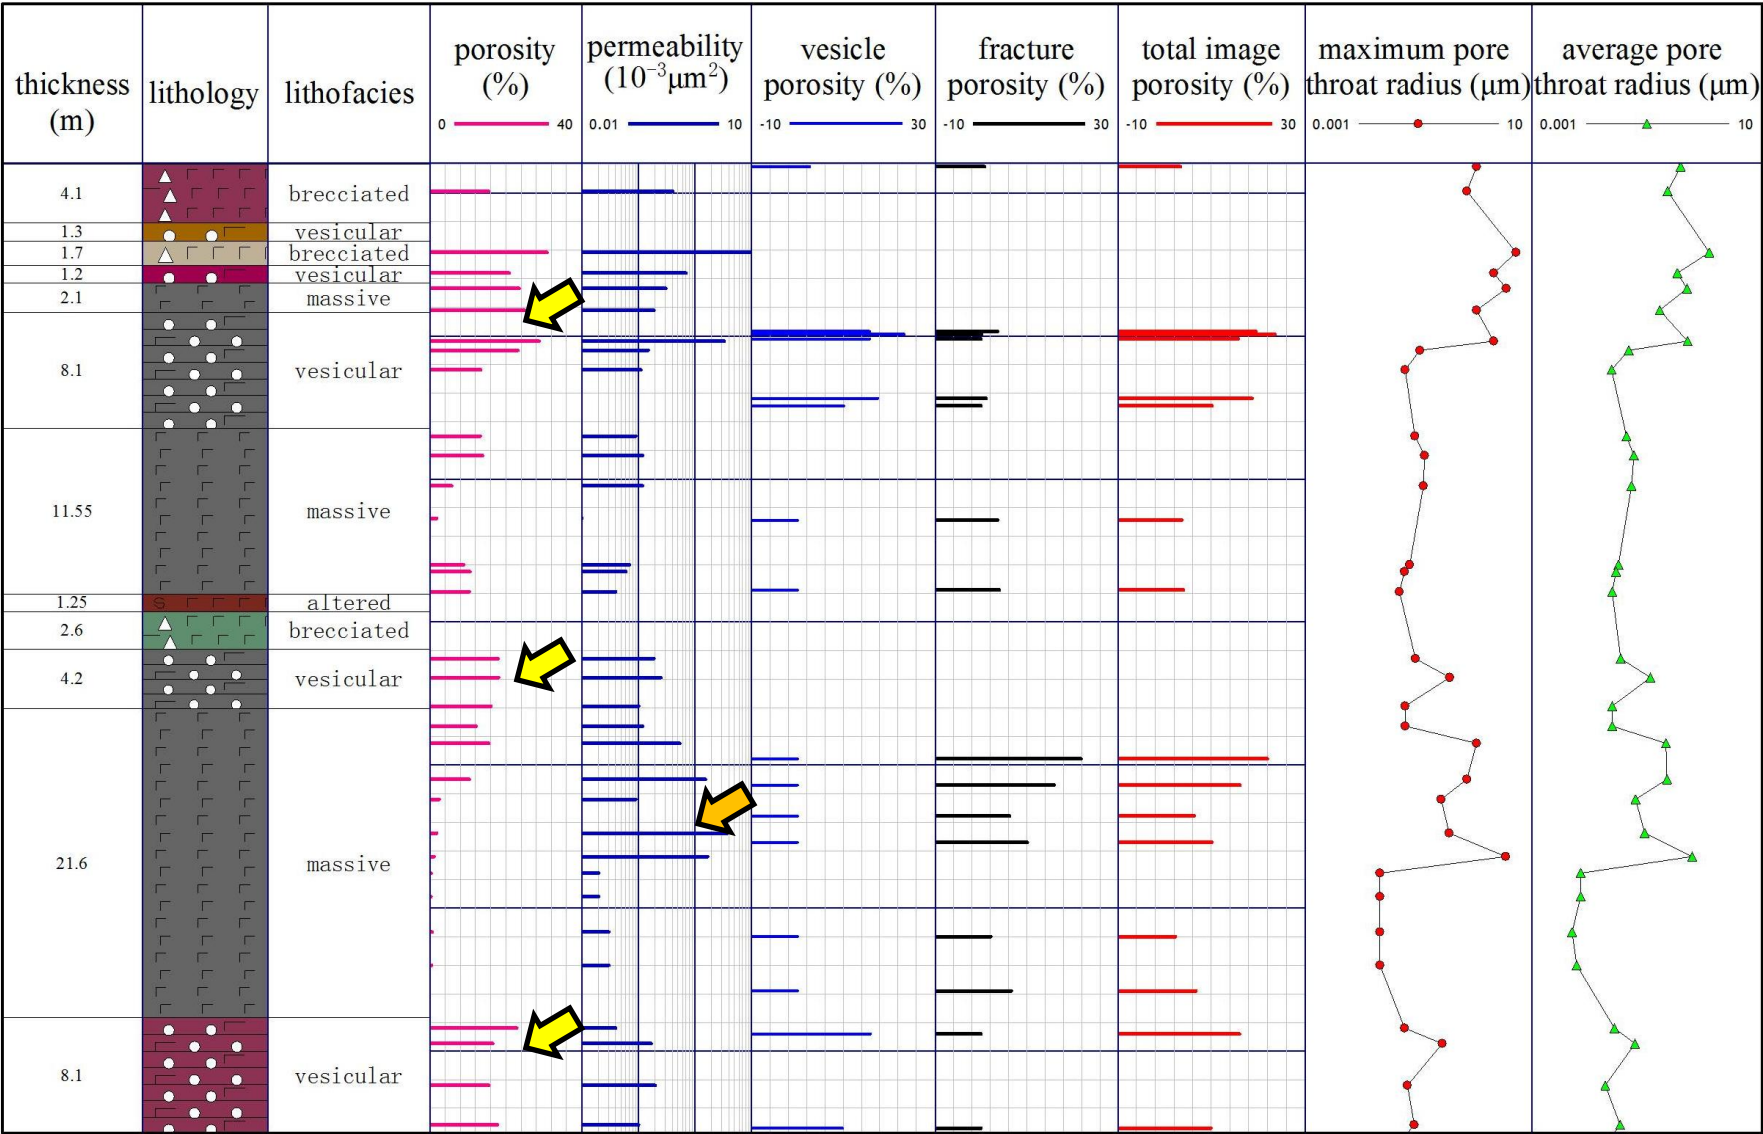 thickness
(m)
lithology
lithofacies
porosity
(%)
0 40
permeability
(10⁻³μm²)
0.01 10
vesicle
porosity (%)
-10 30
fracture
porosity (%)
-10 30
total image
porosity (%)
-10 30
maximum pore
throat radius (μm)
0.001 10
average pore
throat radius (μm)
0.001 10
4.1 brecciated
1.3 vesicular
1.7 brecciated
1.2 vesicular
2.1 massive
8.1 vesicular
11.55 massive
1.25 S altered
2.6 brecciated
4.2 vesicular
21.6 massive
8.1 vesicular